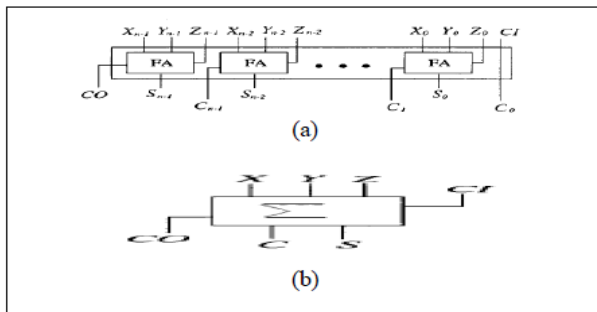 Xn-1 Yn-1 Zn-1 Xn-2 Yn-2 Zn-2 X0 Y0 Z0 CI
FA FA • • • FA
CO Sn-1 Cn-1 Sn-2 C1 S0 C0
(a)
X Y Z
CI
Σ
CO
C S
(b)